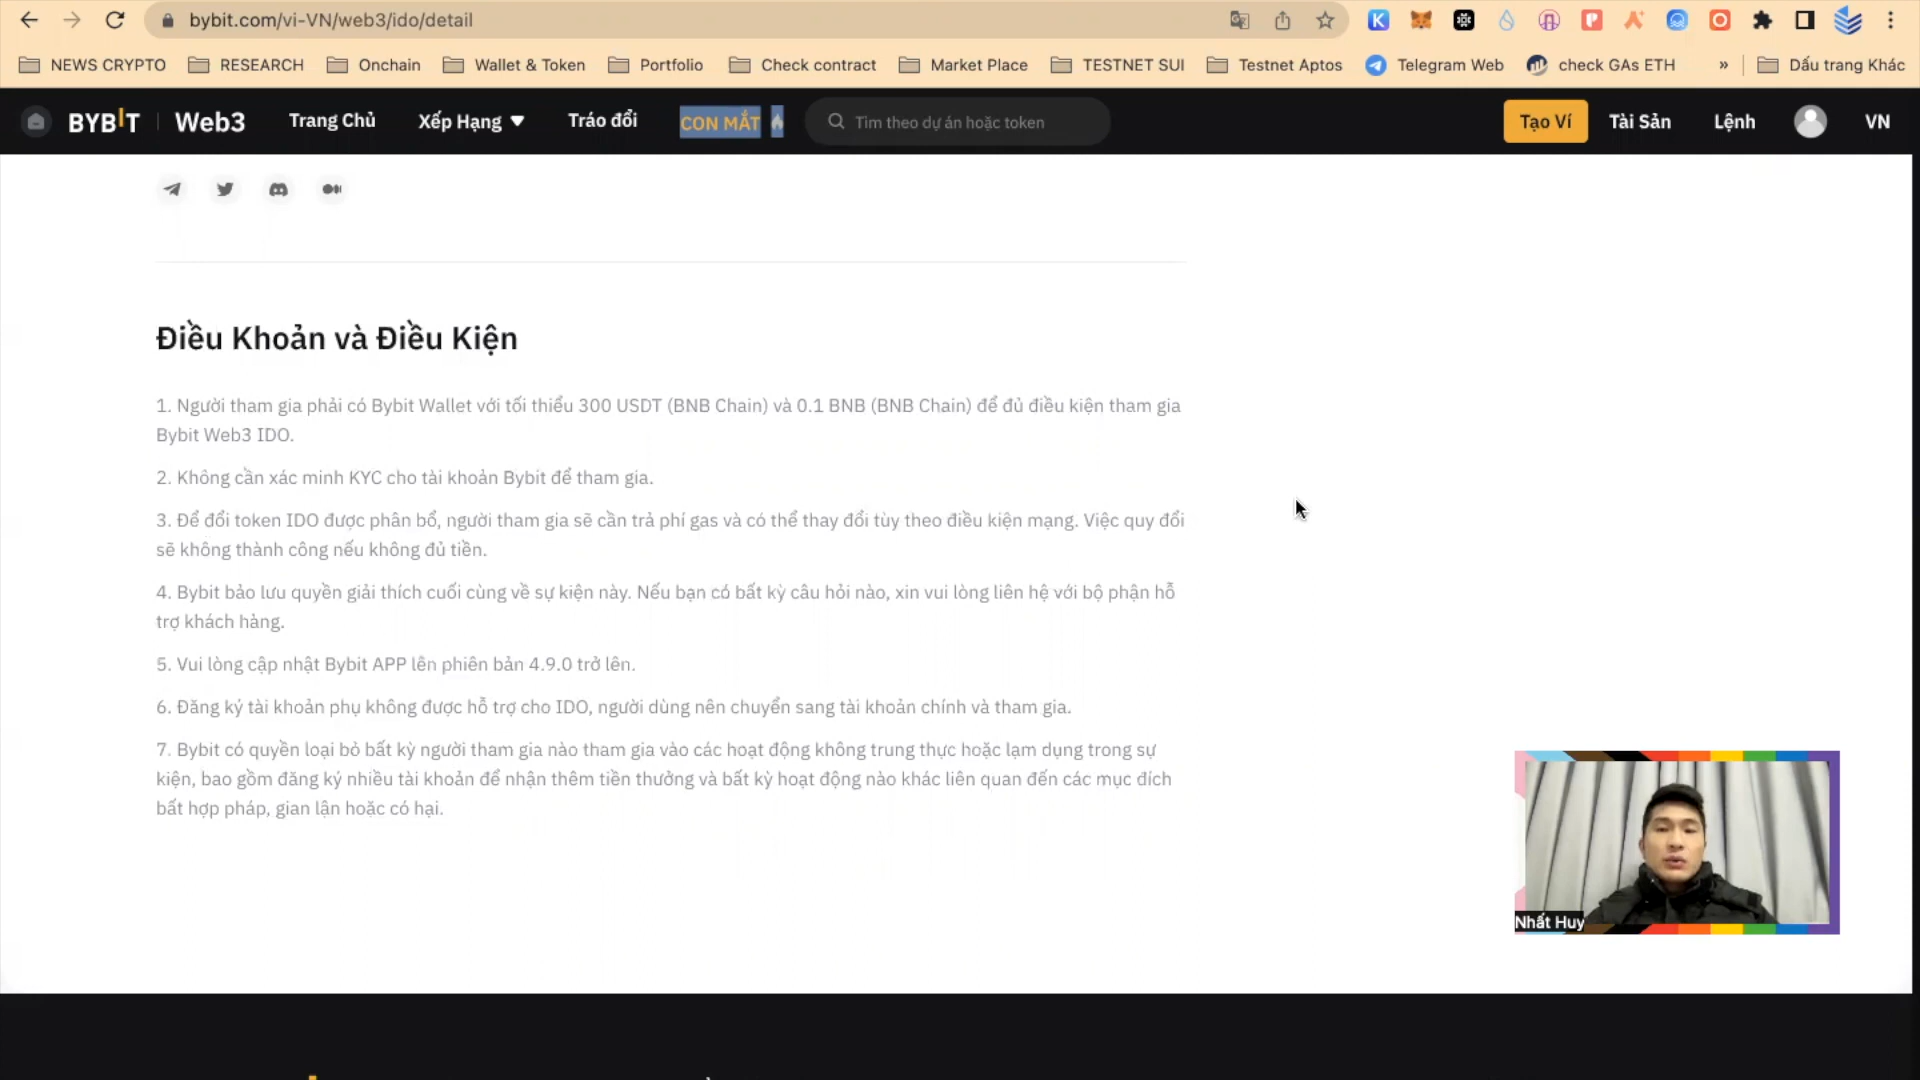 bybit.com/vi-VN/web3/ido/detail
NEWS CRYPTO RESEARCH Onchain Wallet & Token Portfolio Check contract Market Place TESTNET SUI Testnet Aptos Telegram Web check GAs ETH » Dấu trang Khác
BYBIT Web3 Trang Chủ Xếp Hạng Tráo đổi CON MẮT Tìm theo dự án hoặc token Tạo Ví Tài Sản Lệnh VN
Điều Khoản và Điều Kiện
1. Người tham gia phải có Bybit Wallet với tối thiểu 300 USDT (BNB Chain) và 0.1 BNB (BNB Chain) để đủ điều kiện tham gia
Bybit Web3 IDO.
2. Không cần xác minh KYC cho tài khoản Bybit để tham gia.
3. Để đổi token IDO được phân bổ, người tham gia sẽ cần trả phí gas và có thể thay đổi tùy theo điều kiện mạng. Việc quy đổi
sẽ không thành công nếu không đủ tiền.
4. Bybit bảo lưu quyền giải thích cuối cùng về sự kiện này. Nếu bạn có bất kỳ câu hỏi nào, xin vui lòng liên hệ với bộ phận hỗ
trợ khách hàng.
5. Vui lòng cập nhật Bybit APP lên phiên bản 4.9.0 trở lên.
6. Đăng ký tài khoản phụ không được hỗ trợ cho IDO, người dùng nên chuyển sang tài khoản chính và tham gia.
7. Bybit có quyền loại bỏ bất kỳ người tham gia nào tham gia vào các hoạt động không trung thực hoặc lạm dụng trong sự
kiện, bao gồm đăng ký nhiều tài khoản để nhận thêm tiền thưởng và bất kỳ hoạt động nào khác liên quan đến các mục đích
bất hợp pháp, gian lận hoặc có hại.
Nhất Huy